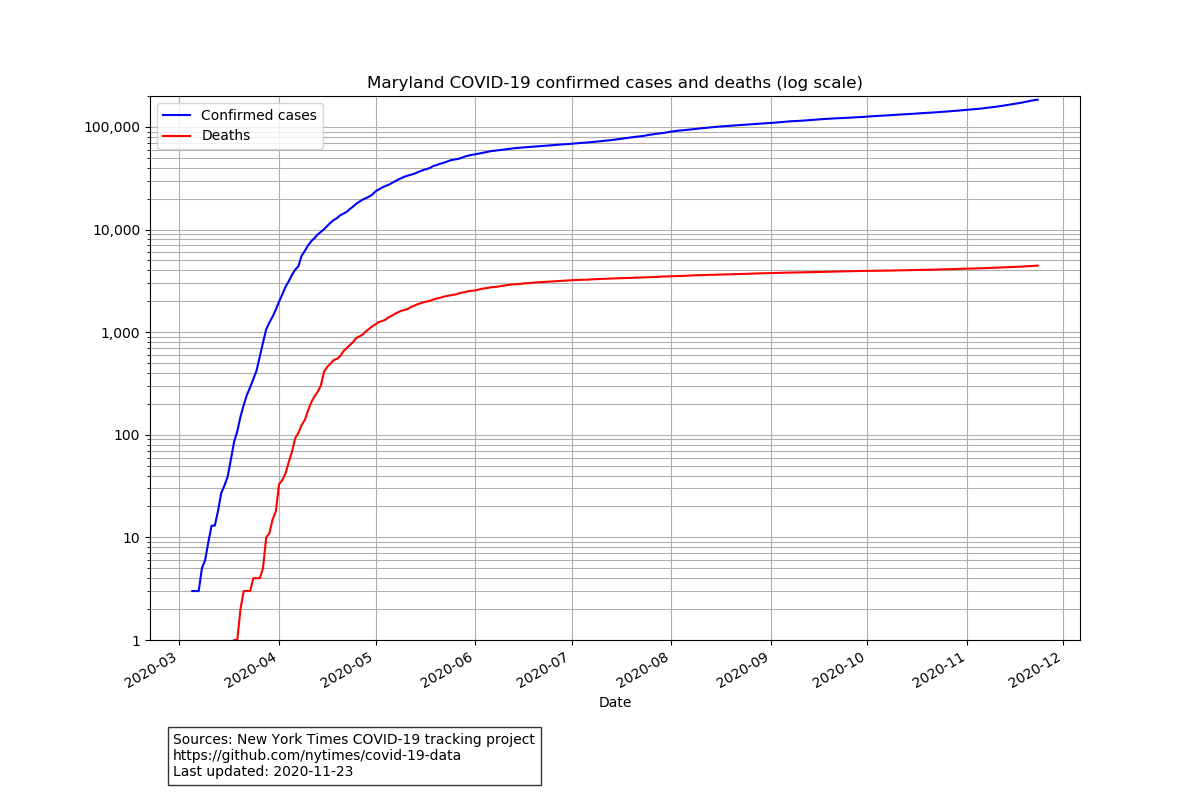 Maryland COVID-19 confirmed cases and deaths (log scale)
Confirmed cases
Deaths
100,000
10,000
1,000
100
10
1
2020-03
2020-04
2020-05
2020-06
2020-07
2020-08
2020-09
2020-10
2020-11
2020-12
Date
Sources: New York Times COVID-19 tracking project
https://github.com/nytimes/covid-19-data
Last updated: 2020-11-23